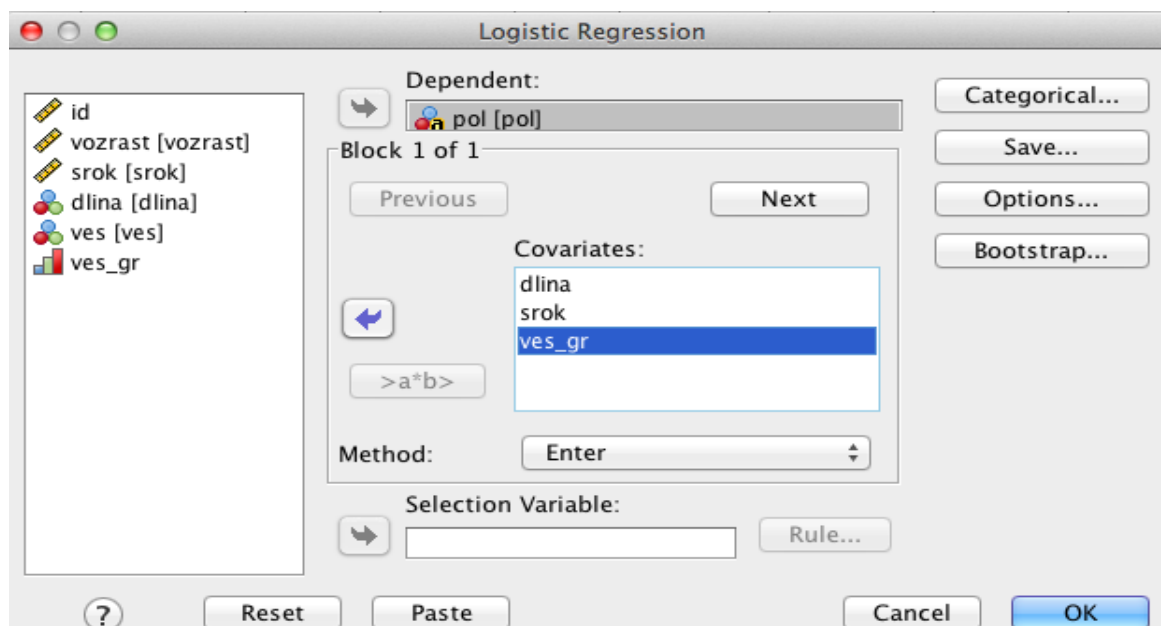 Logistic Regression
id
vozrast [vozrast]
srok [srok]
dlina [dlina]
ves [ves]
ves_gr
Dependent:
a pol [pol]
Block 1 of 1
Previous
Next
Covariates:
dlina
srok
ves_gr
>a*b>
Method:
Enter
Selection Variable:
Rule...
Categorical...
Save...
Options...
Bootstrap...
?
Reset
Paste
Cancel
OK